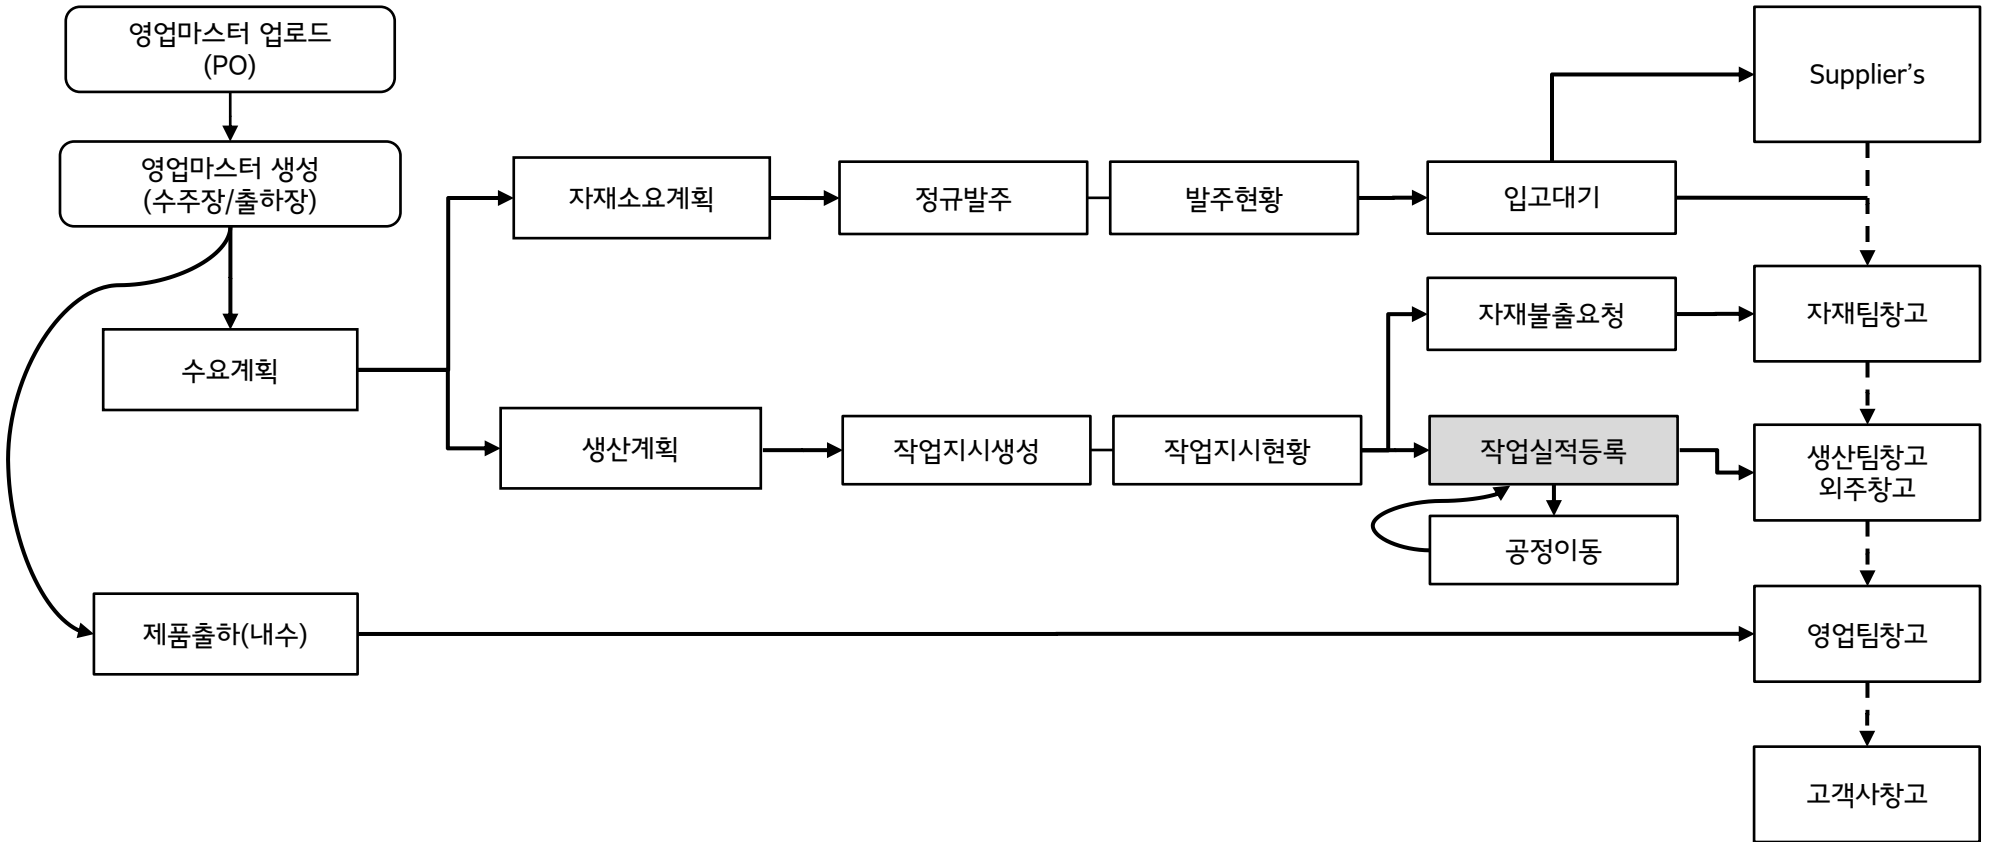 영업마스터 업로드
(PO)
Supplier’s
영업마스터 생성
(수주장/출하장)
자재소요계획
정규발주
발주현황
입고대기
자재불출요청
자재팀창고
수요계획
생산계획
작업지시생성
작업지시현황
작업실적등록
생산팀창고
외주창고
공정이동
제품출하(내수)
영업팀창고
고객사창고